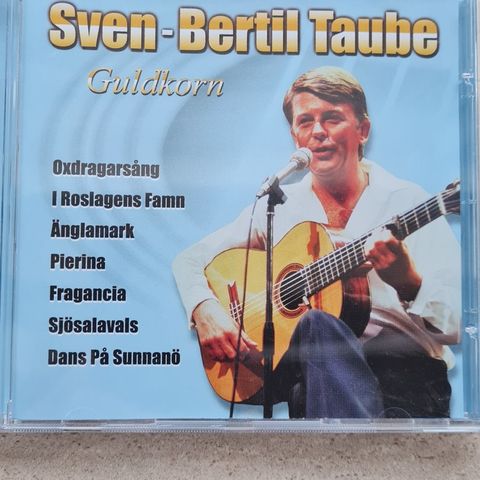 Sven-Bertil Taube
Guldkorn
Oxdragarsång
I Roslagens Famn
Änglamark
Pierina
Fragancia
Sjösalavals
Dans På Sunnanö